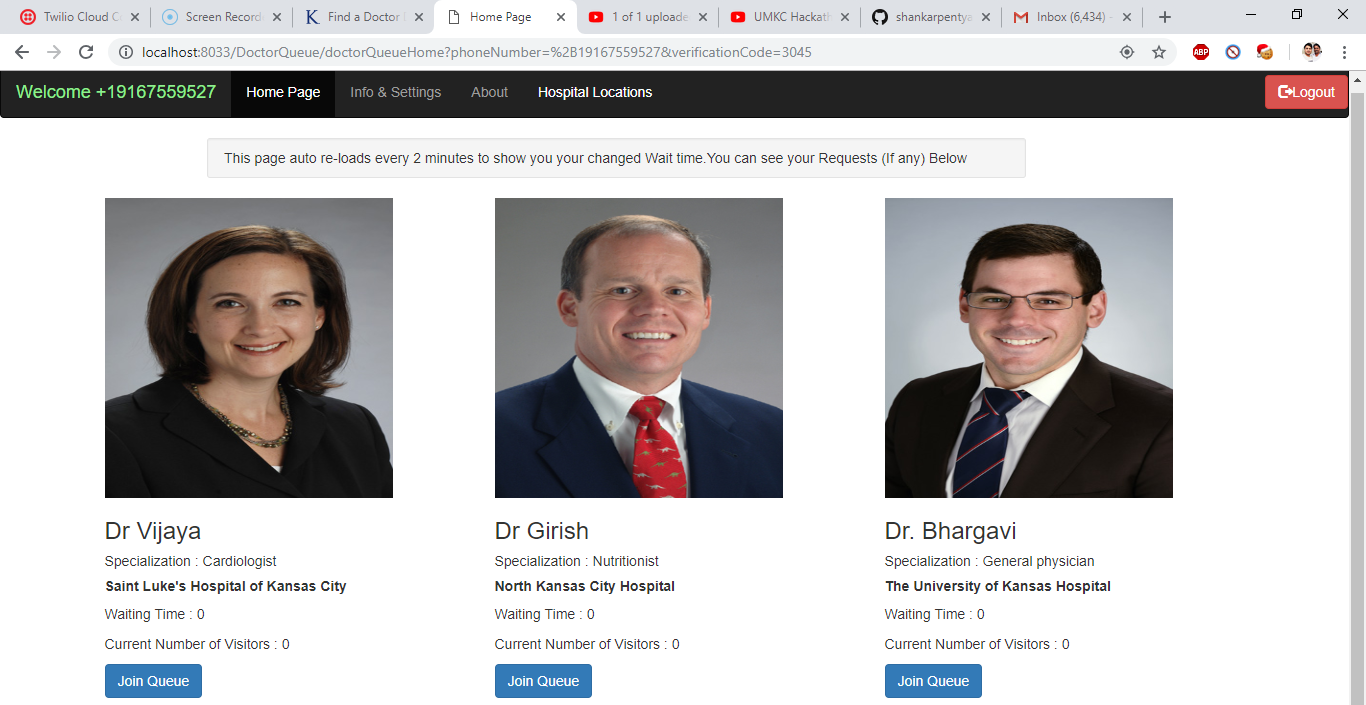 Twilio Cloud C
Screen Record
Find a Doctor
Home Page
1 of 1 uploade
UMKC Hackath
shankarpentya
Inbox (6,434) -
localhost:8033/DoctorQueue/doctorQueueHome?phoneNumber=%2B19167559527&verificationCode=3045
ABP
Welcome +19167559527 Home Page Info & Settings About Hospital Locations Logout
This page auto re-loads every 2 minutes to show you your changed Wait time.You can see your Requests (If any) Below
Dr Vijaya
Specialization : Cardiologist
Saint Luke's Hospital of Kansas City
Waiting Time : 0
Current Number of Visitors : 0
Join Queue
Dr Girish
Specialization : Nutritionist
North Kansas City Hospital
Waiting Time : 0
Current Number of Visitors : 0
Join Queue
Dr. Bhargavi
Specialization : General physician
The University of Kansas Hospital
Waiting Time : 0
Current Number of Visitors : 0
Join Queue